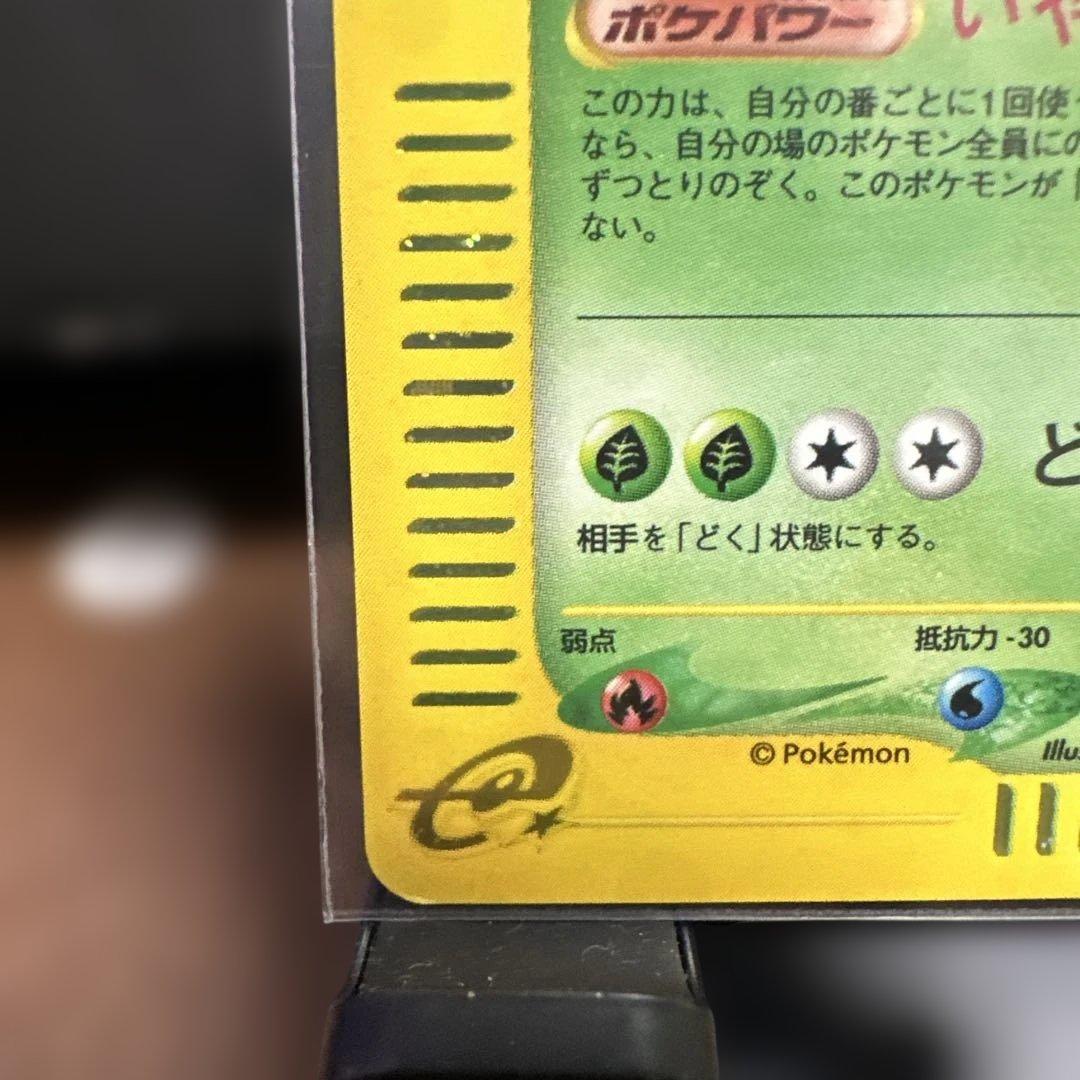 ポケパワー
この力は、自分の番ごとに1回使
なら、自分の場のポケモン全員にの
ずつとりのぞく。このポケモンが
ない。
ど
相手を「どく」状態にする。
弱点 抵抗力 -30
© Pokémon Illus
e